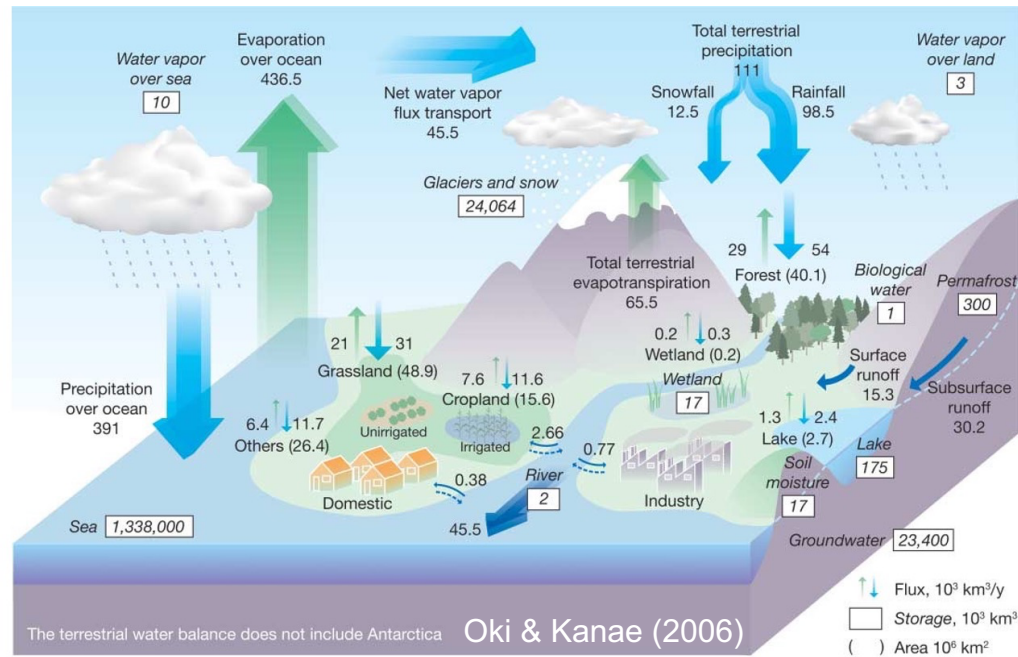 Water vapor
over sea
10
Evaporation
over ocean
436.5
Net water vapor
flux transport
45.5
Total terrestrial
precipitation
111
Snowfall
12.5
Rainfall
98.5
Water vapor
over land
3
Glaciers and snow
24,064
Total terrestrial
evapotranspiration
65.5
29
54
Forest (40.1)
Biological
water
1
Permafrost
300
21
31
Grassland (48.9)
0.2
0.3
Wetland (0.2)
Wetland
17
Surface
runoff
15.3
Subsurface
runoff
30.2
Precipitation
over ocean
391
7.6
11.6
Cropland (15.6)
6.4
11.7
Others (26.4)
Unirrigated
Irrigated
2.66
0.77
1.3
2.4
Lake (2.7)
Lake
175
Soil
moisture
17
Domestic
0.38
River
2
Industry
45.5
Sea 1,338,000
Groundwater 23,400
Flux, 10³ km³/y
Storage, 10³ km³
( ) Area 10⁶ km²
The terrestrial water balance does not include Antarctica
Oki & Kanae (2006)